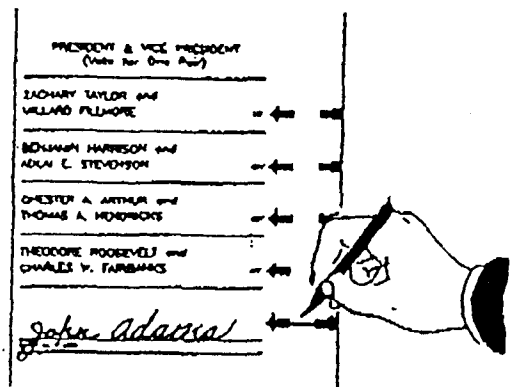 PRESIDENT & VICE PRESIDENT
(Vote for One Pair)
ZACHARY TAYLOR and
MILLARD FILLMORE
BENJAMIN HARRISON and
ADLAI E. STEVENSON
CHESTER A. ARTHUR and
THOMAS A. HENDRICKS
THEODORE ROOSEVELT and
CHARLES W. FAIRBANKS
John Adams